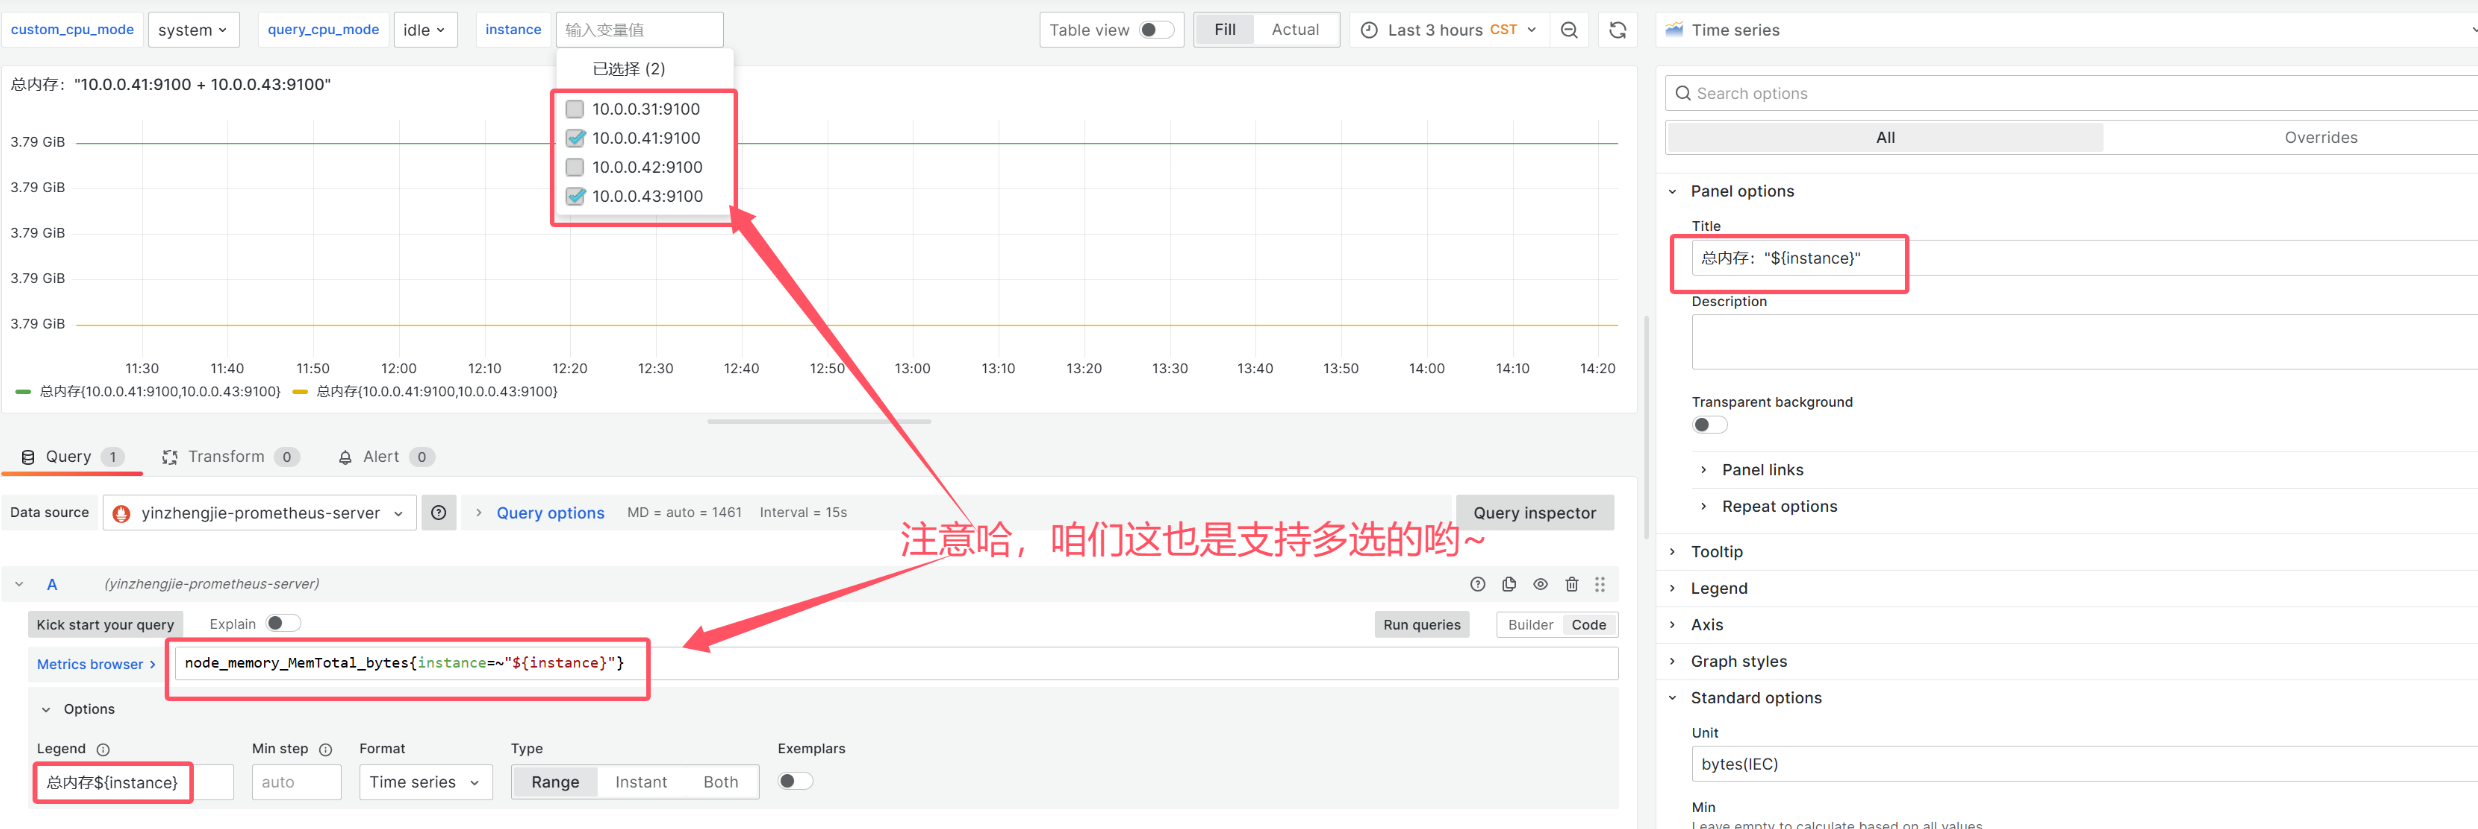 custom_cpu_mode system query_cpu_mode idle instance 输入变量值 Table view Fill Actual Last 3 hours CST Time series
已选择 (2)
10.0.0.31:9100
10.0.0.41:9100
10.0.0.42:9100
10.0.0.43:9100
总内存："10.0.0.41:9100 + 10.0.0.43:9100"
3.79 GiB
3.79 GiB
3.79 GiB
3.79 GiB
3.79 GiB
11:30 11:40 11:50 12:00 12:10 12:20 12:30 12:40 12:50 13:00 13:10 13:20 13:30 13:40 13:50 14:00 14:10 14:20
总内存{10.0.0.41:9100,10.0.0.43:9100} 总内存{10.0.0.41:9100,10.0.0.43:9100}
Query 1 Transform 0 Alert 0
Data source yinzhengjie-prometheus-server Query options MD = auto = 1461 Interval = 15s Query inspector
注意哈，咱们这也是支持多选的哟~
A (yinzhengjie-prometheus-server)
Kick start your query Explain Run queries Builder Code
Metrics browser node_memory_MemTotal_bytes{instance=~"${instance}"}
Options
Legend Min step Format Type Exemplars
总内存${instance} auto Time series Range Instant Both
Search options
All Overrides
Panel options
Title
总内存："${instance}"
Description
Transparent background
Panel links
Repeat options
Tooltip
Legend
Axis
Graph styles
Standard options
Unit
bytes(IEC)
Min
Leave empty to calculate based on all values